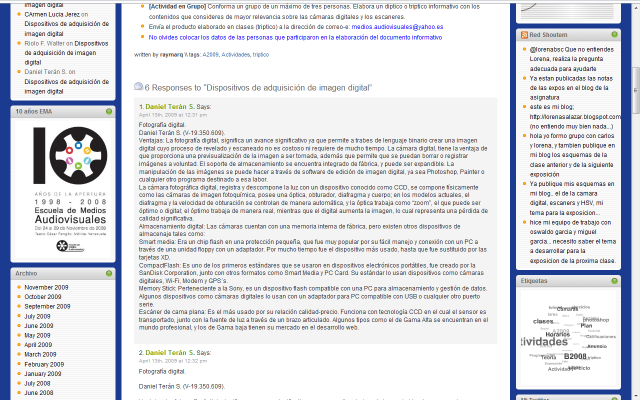 CArmen Lucia Jerez on
Dispositivos de adquisición de
imagen digital
Riolo F. Walter on Dispositivos
de adquisición de imagen
digital
Daniel Terán S. on
Dispositivos de adquisición de
imagen digital
10 años EMA
AÑOS DE LA APERTURA
1998 - 2008
Escuela de Medios
Audiovisuales
Del 24 al 28 de Noviembre de 2008
Archivo
November 2009
October 2009
September 2009
July 2009
June 2009
May 2009
April 2009
March 2009
February 2009
January 2009
July 2008
June 2008
[Actividad en Grupo] Conforma un grupo de un máximo de tres personas. Elabora un díptico o tríptico informativo con los
contenidos que consideres de mayor relevancia sobre las cámaras digitales y los escaners.
Envía el producto elaborado en clases (tríptico) a la dirección de correo-e: medios.audiovisuales@yahoo.es
No olvides colocar los datos de las personas que participaron en la elaboración del documento informativo
written by raymarq \\ tags: A2009, Actividades, triptico
6 Responses to "Dispositivos de adquisición de imagen digital"
1. Daniel Terán S. Says:
April 15th, 2009 at 12:31 pm
Fotografía digital.
Daniel Terán S. (V-19.350.609).
Ventajas: La fotografía digital, significa un avance significativo ya que permite a trabes de lenguaje binario crear una imagen
digital cuyo proceso de revelado y escaneado no es costoso ni requiere de mucho tiempo. La cámara digital, tiene la ventaja de
que proporciona una previsualización de la imagen a ser tomada, además que permite que se puedan borrar o registrar
imágenes a voluntad. El soporte de almacenamiento se encuentra integrado de fábrica, y puede ser expandible. La
manipulación de las imágenes se puede hacer a través de software de edición de imagen digital, ya sea Photoshop, Painter o
cualquier otro programa destinado a esa labor.
La cámara fotográfica digital, registra y descompone la luz con un dispositivo conocido como CCD, se compone físicamente
como las cámaras de imagen fotoquímica, posee una óptica, obturador, diafragma y cuerpo; en los modelos actuales, el
diafragma y la velocidad de obturación se controlan de manera automática, y la óptica trabaja como "zoom", el que puede ser
óptimo o digital; el óptimo trabaja de manera real, mientras que el digital aumenta la imagen, lo cual representa una pérdida de
calidad significativa.
Almacenamiento digital: Las cámaras cuentan con una memoria interna de fábrica, pero existen otros dispositivos de
almacenaje tales como:
Smart media: Era un chip flash en una protección pequeña, que fue muy popular por su fácil manejo y conexión con un PC a
través de una unidad floppy con un adaptador. Por mucho tiempo fue el dispositivo más usado, hasta que fue sustituido por las
tarjetas XD.
CompactFlash: Es uno de los primeros estándares que se usaron en dispositivos electrónicos portátiles, fue creado por la
SanDisk Corporation, junto con otros formatos como Smart Media y PC Card. Su estándar lo usan dispositivos como cámaras
digitales, Wi-Fi, Modem y GPS´s.
Memory Stick: Perteneciente a la Sony, es un dispositivo flash compatible con una PC para almacenamiento y gestión de datos.
Algunos dispositivos como cámaras digitales lo usan con un adaptador para PC compatible con USB o cualquier otro puerto
serie.
Escáner de cama plana: Es el más usado por su relación calidad-precio. Funciona con tecnología CCD en el cual el sensor es
transportado, junto con la fuente de luz a través de un brazo articulado. Algunos tipos como el de Gama Alta se encuentran en el
mundo profesional, y los de Gama baja tienen su mercado en el desarrollo web.
2. Daniel Terán S. Says:
April 15th, 2009 at 12:32 pm
Fotografía digital.
Daniel Terán S. (V-19.350.609).
Red Shoutem
@lorenabsc Que no entiendes
Lorena, realiza la pregunta
adecuada para ayudarte
Ya estan publicadas las notas
de las expos en el blog de la
asignatura
este es mi blog:
http://lorenasalazar.blogspot.com
(no entiendo muy bien nada...)
hola yo formo grupo con carlos
y lorena, y tambien publique en
mi blog los esquemas de la
clase anterior y de la siguiente
exposición
Ya publique mis esquemas en
mi blog.. el de la camara
digital, escaners y HSV, mi
tema para la exposicion...
hice mi equipo de trabajo con
oswaldo garcia y miguel
garcia... necesito saber el tema
a desarrollar para la
exposicion de la proxima clase.
Etiquetas
Cámaras
photoshop
clases
Plan
Horarios
Anuncio
Teoría
B2008
Actividades
ejercicio